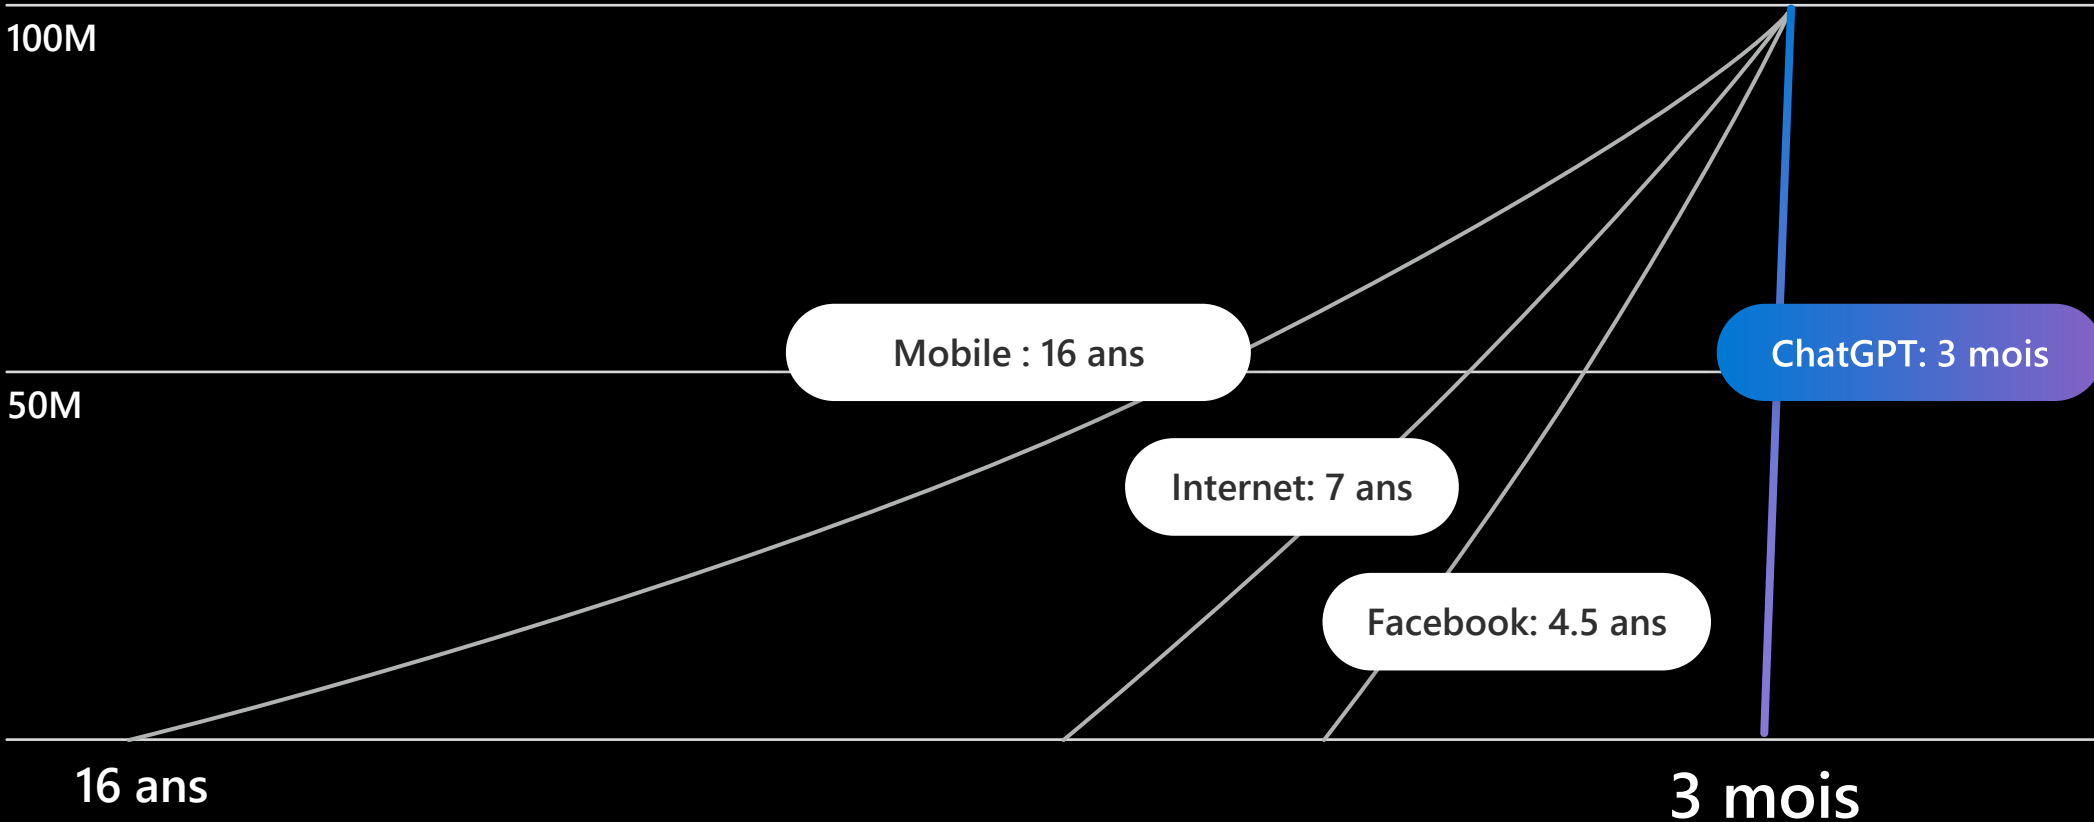 100M
Mobile : 16 ans
ChatGPT: 3 mois
50M
Internet: 7 ans
Facebook: 4.5 ans
16 ans
3 mois